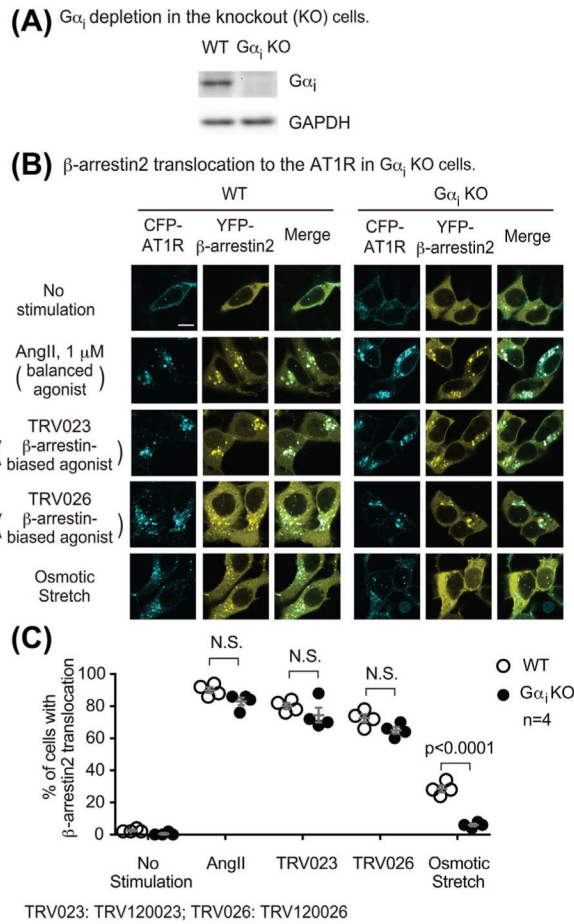 (A) Gαi depletion in the knockout (KO) cells.
WT Gαi KO
Gαi
GAPDH
(B) β-arrestin2 translocation to the AT1R in Gαi KO cells.
WT Gαi KO
CFP-AT1R YFP-β-arrestin2 Merge CFP-AT1R YFP-β-arrestin2 Merge
No
stimulation
AngII, 1 μM
( balanced
agonist )
TRV023
( β-arrestin-
biased agonist )
TRV026
( β-arrestin-
biased agonist )
Osmotic
Stretch
(C)
% of cells with
β-arrestin2 translocation
100
80
60
40
20
0
N.S. N.S. N.S. p<0.0001
WT
Gαi KO
n=4
No
Stimulation
AngII
TRV023
TRV026
Osmotic
Stretch
TRV023: TRV120023; TRV026: TRV120026